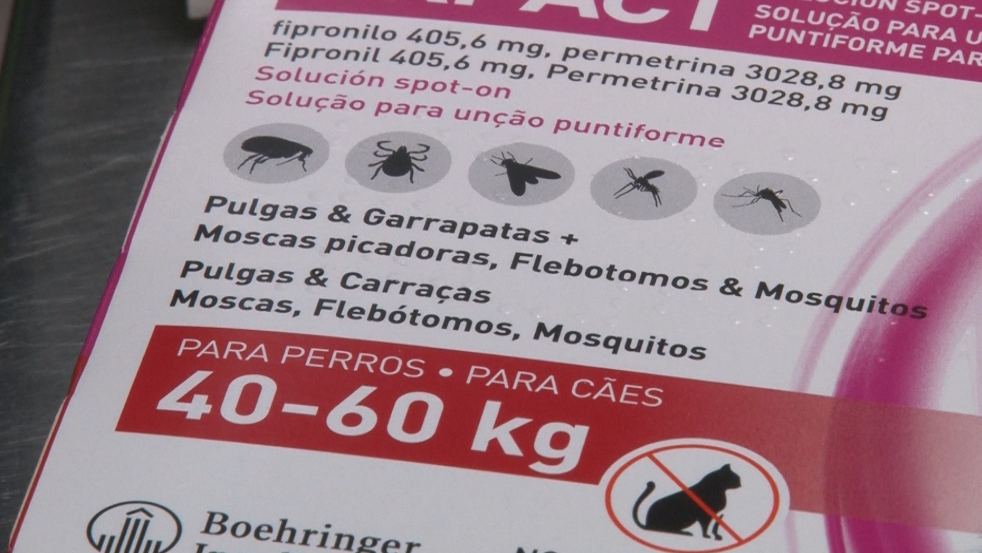 PACT
SPOT-
SOLUÇÃO PARA U
PUNTIFORME PAR
fipronilo 405,6 mg, permetrina 3028,8 mg
Fipronil 405,6 mg, Permetrina 3028,8 mg
Solución spot-on
Solução para unção puntiforme
Pulgas & Garrapatas +
Moscas picadoras, Flebotomos & Mosquitos
Pulgas & Carraças
Moscas, Flebótomos, Mosquitos
PARA PERROS • PARA CÃES
40-60 kg
Boehringer